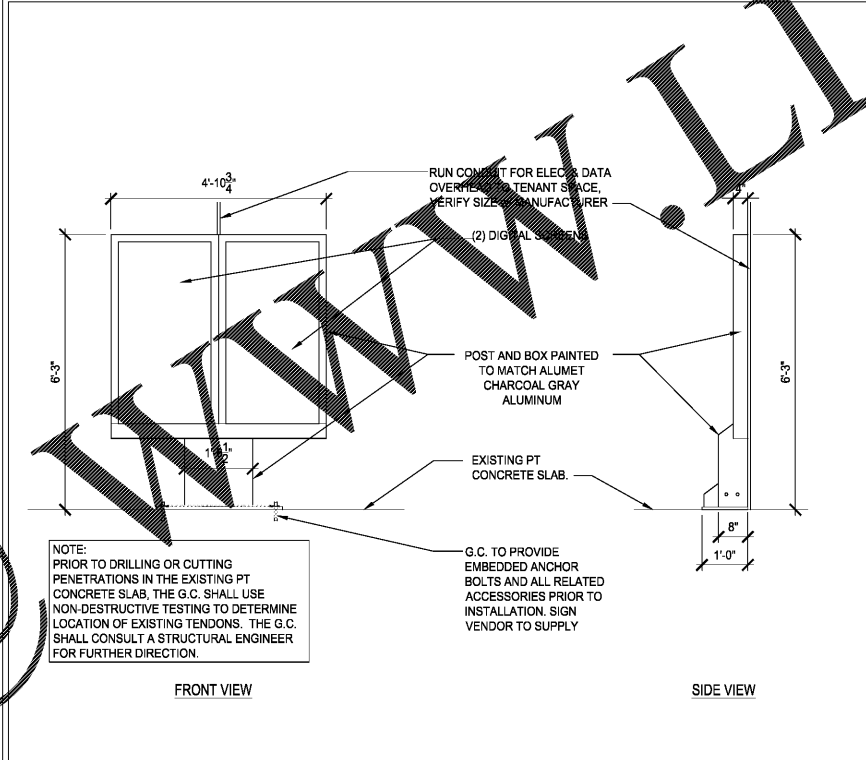 WWW.LI
4'-10 3/4"
RUN CONDUIT FOR ELEC. & DATA
OVERHEAD TO TENANT SPACE,
VERIFY SIZE W/ MANUFACTURER
4"
(2) DIGITAL SCREENS
6'-3"
6'-3"
POST AND BOX PAINTED
TO MATCH ALUMET
CHARCOAL GRAY
ALUMINUM
EXISTING PT
CONCRETE SLAB.
8"
1'-0"
G.C. TO PROVIDE
EMBEDDED ANCHOR
BOLTS AND ALL RELATED
ACCESSORIES PRIOR TO
INSTALLATION. SIGN
VENDOR TO SUPPLY
NOTE:
PRIOR TO DRILLING OR CUTTING
PENETRATIONS IN THE EXISTING PT
CONCRETE SLAB, THE G.C. SHALL USE
NON-DESTRUCTIVE TESTING TO DETERMINE
LOCATION OF EXISTING TENDONS. THE G.C.
SHALL CONSULT A STRUCTURAL ENGINEER
FOR FURTHER DIRECTION.
FRONT VIEW
SIDE VIEW